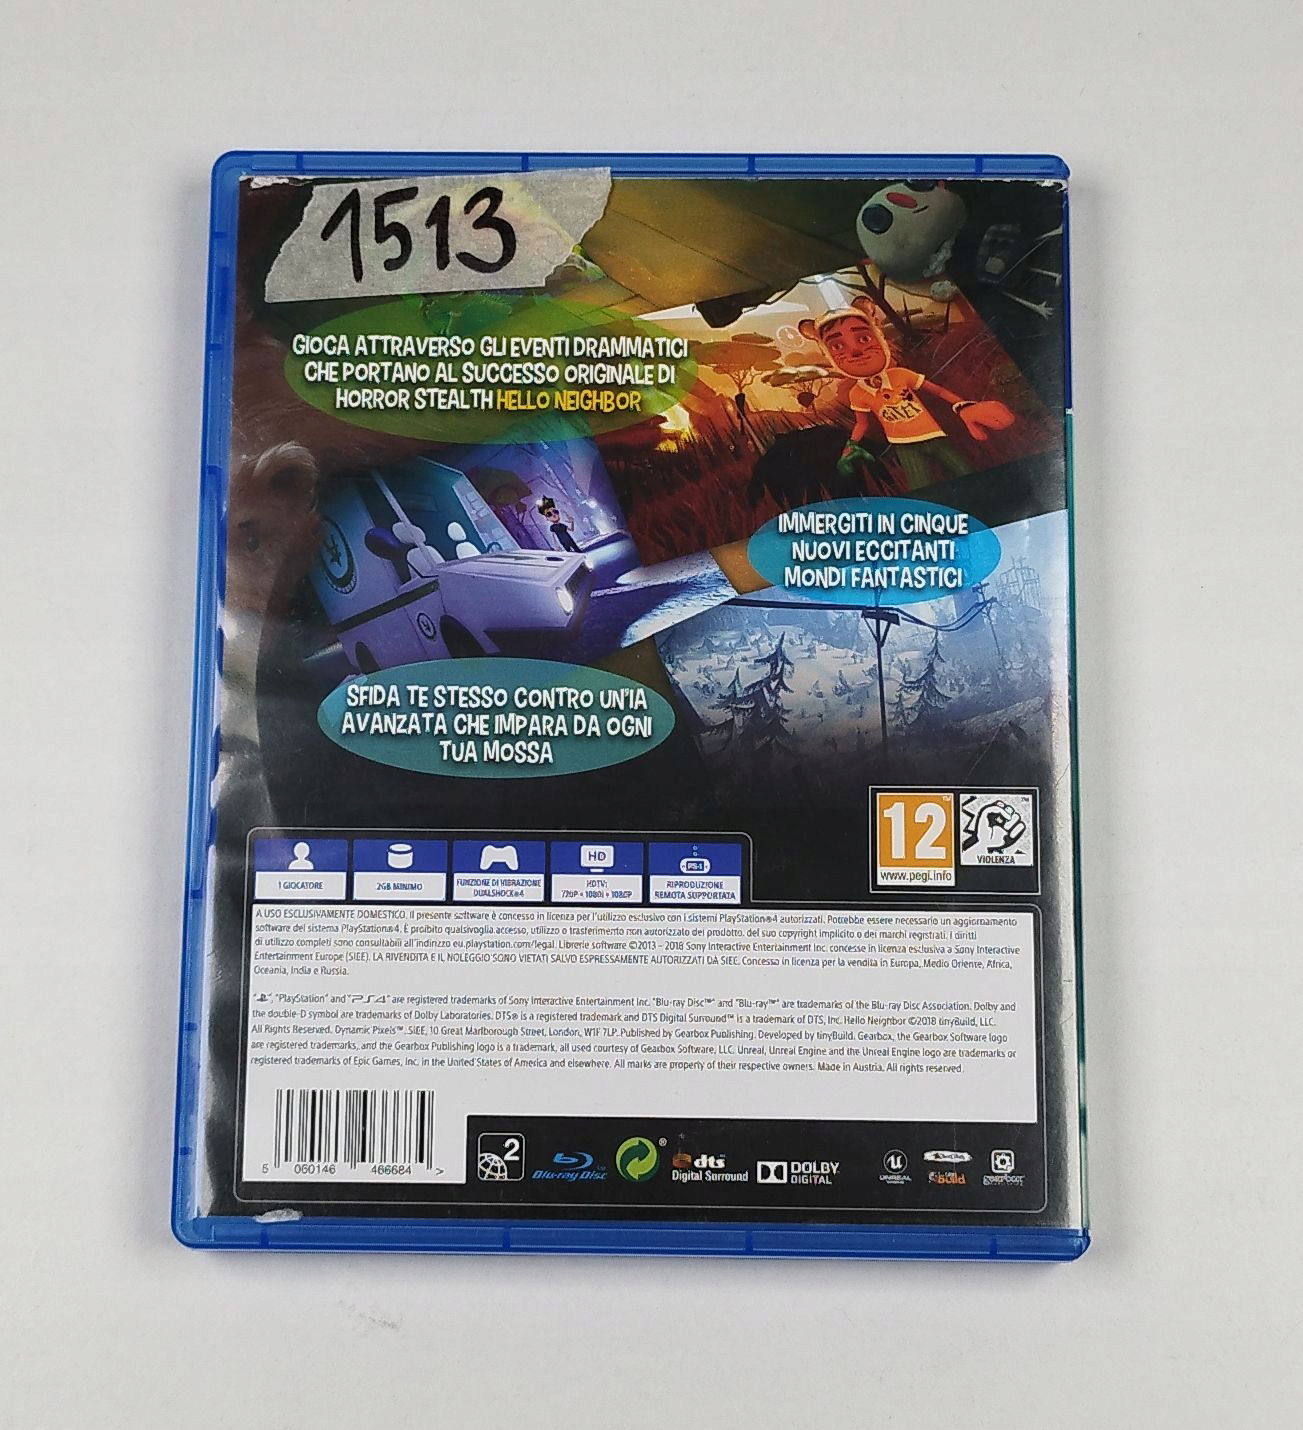 1513
GIOCA ATTRAVERSO GLI EVENTI DRAMMATICI
CHE PORTANO AL SUCCESSO ORIGINALE DI
HORROR STEALTH HELLO NEIGHBOR
IMMERGITI IN CINQUE
NUOVI ECCITANTI
MONDI FANTASTICI
SFIDA TE STESSO CONTRO UN'IA
AVANZATA CHE IMPARA DA OGNI
TUA MOSSA
12
www.pegi.info
VIOLENZA
1 GIOCATORE
2GB MINIMO
FUNZIONE DI VIBRAZIONE
DUALSHOCK®4
HD
HDTV:
720P • 1080i • 1080P
RIPRODUZIONE
REMOTA SUPPORTATA
A USO ESCLUSIVAMENTE DOMESTICO. Il presente software è concesso in licenza per l'utilizzo esclusivo con i sistemi PlayStation®4 autorizzati. Potrebbe essere necessario un aggiornamento
software del sistema PlayStation®4. È proibito qualsivoglia accesso, utilizzo o trasferimento non autorizzato del prodotto, del suo copyright implicito o dei marchi registrati. I diritti
di utilizzo completi sono consultabili all'indirizzo eu.playstation.com/legal. Librerie software ©2013 – 2018 Sony Interactive Entertainment Inc. concesse in licenza esclusiva a Sony Interactive
Entertainment Europe (SIEE). LA RIVENDITA E IL NOLEGGIO SONO VIETATI SALVO ESPRESSAMENTE AUTORIZZATI DA SIEE. Concesso in licenza per la vendita in Europa, Medio Oriente, Africa,
Oceania, India e Russia.
"PlayStation" and "PS4" are registered trademarks of Sony Interactive Entertainment Inc. "Blu-ray Disc™" and "Blu-ray™" are trademarks of the Blu-ray Disc Association. Dolby and
the double-D symbol are trademarks of Dolby Laboratories. DTS® is a registered trademark and DTS Digital Surround™ is a trademark of DTS, Inc. Hello Neighbor ©2018 tinyBuild, LLC.
All Rights Reserved. Dynamic Pixels™. SIEE, 10 Great Marlborough Street, London, W1F 7LP. Published by Gearbox Publishing. Developed by tinyBuild. Gearbox, the Gearbox Software logo
are registered trademarks, and the Gearbox Publishing logo is a trademark, all used courtesy of Gearbox Software, LLC. Unreal, Unreal Engine and the Unreal Engine logo are trademarks or
registered trademarks of Epic Games, Inc. in the United States of America and elsewhere. All marks are property of their respective owners. Made in Austria. All rights reserved.
5 060146 466684 >
2
Blu-ray Disc
dts
Digital Surround
DOLBY
DIGITAL
UNREAL
Build
gearbox